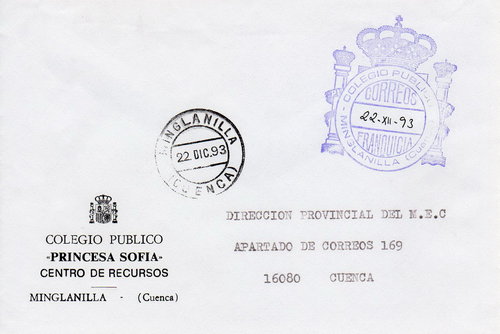 COLEGIO PUBLICO
CORREOS
22-XII-93
FRANQUICIA
MINGLANILLA (Cue
MINGLANILLA
22 DIC.93
(CUENCA)
DIRECCION PROVINCIAL DEL M.E.C
APARTADO DE CORREOS 169
16080 CUENCA
COLEGIO PUBLICO
«PRINCESA SOFIA»
CENTRO DE RECURSOS
MINGLANILLA - (Cuenca)